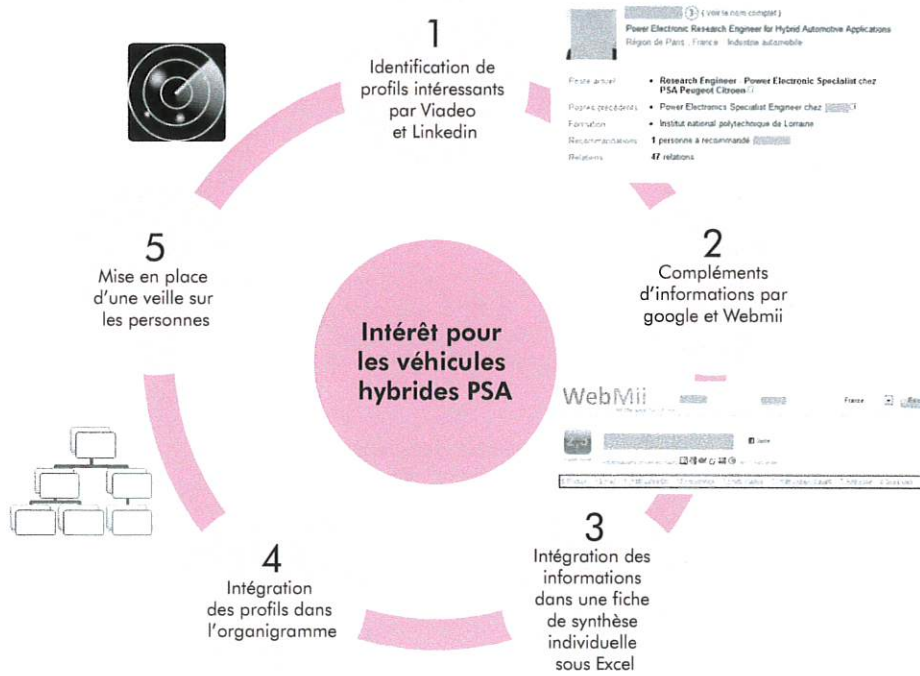 1
Identification de
profils intéressants
par Viadeo
et Linkedin
3 ( voir le nom complet )
Power Electronic Research Engineer for Hybrid Automotive Applications
Région de Paris , France Industrie automobile
Poste actuel
• Research Engineer Power Electronic Specialist chez
PSA Peugeot Citroen
Postes précédents
• Power Electronics Specialist Engineer chez
Formation
• Institut national polytechnique de Lorraine
Recommandations
1 personne a recommandé
Relations
47 relations
2
Compléments
d'informations par
google et Webmii
WebMii
France
3
Intégration des
informations
dans une fiche
de synthèse
individuelle
sous Excel
4
Intégration
des profils dans
l'organigramme
5
Mise en place
d'une veille sur
les personnes
Intérêt pour
les véhicules
hybrides PSA